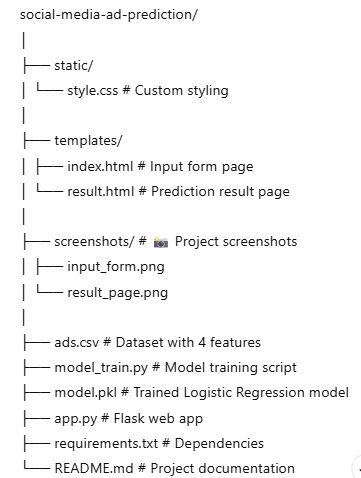 social-media-ad-prediction/
│
├── static/
│ └── style.css # Custom styling
│
├── templates/
│ ├── index.html # Input form page
│ └── result.html # Prediction result page
│
├── screenshots/ # 📸 Project screenshots
│ ├── input_form.png
│ └── result_page.png
│
├── ads.csv # Dataset with 4 features
├── model_train.py # Model training script
├── model.pkl # Trained Logistic Regression model
├── app.py # Flask web app
├── requirements.txt # Dependencies
└── README.md # Project documentation